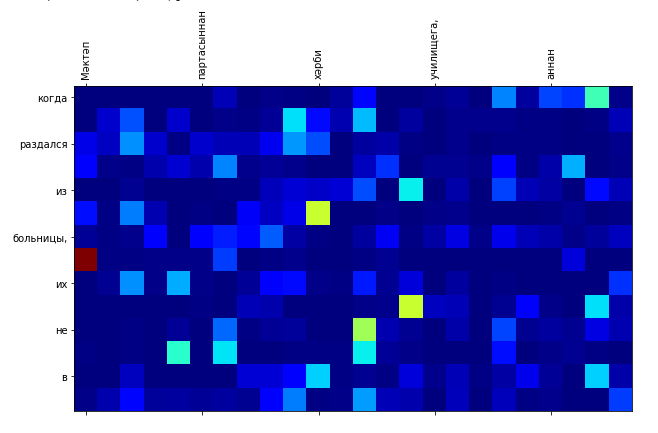 Мәктәп
партасыннан
хәрби
училищега,
аннан
когда
раздался
из
больницы,
их
не
в